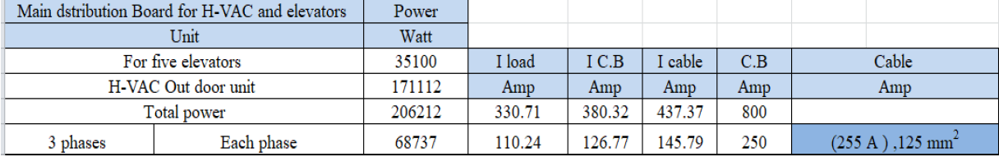 Main dstribution Board for H-VAC and elevators Power
Unit Watt
For five elevators 35100 I load I C.B I cable C.B Cable
H-VAC Out door unit 171112 Amp Amp Amp Amp Amp
Total power 206212 330.71 380.32 437.37 800
3 phases Each phase 68737 110.24 126.77 145.79 250 (255 A ) ,125 mm²